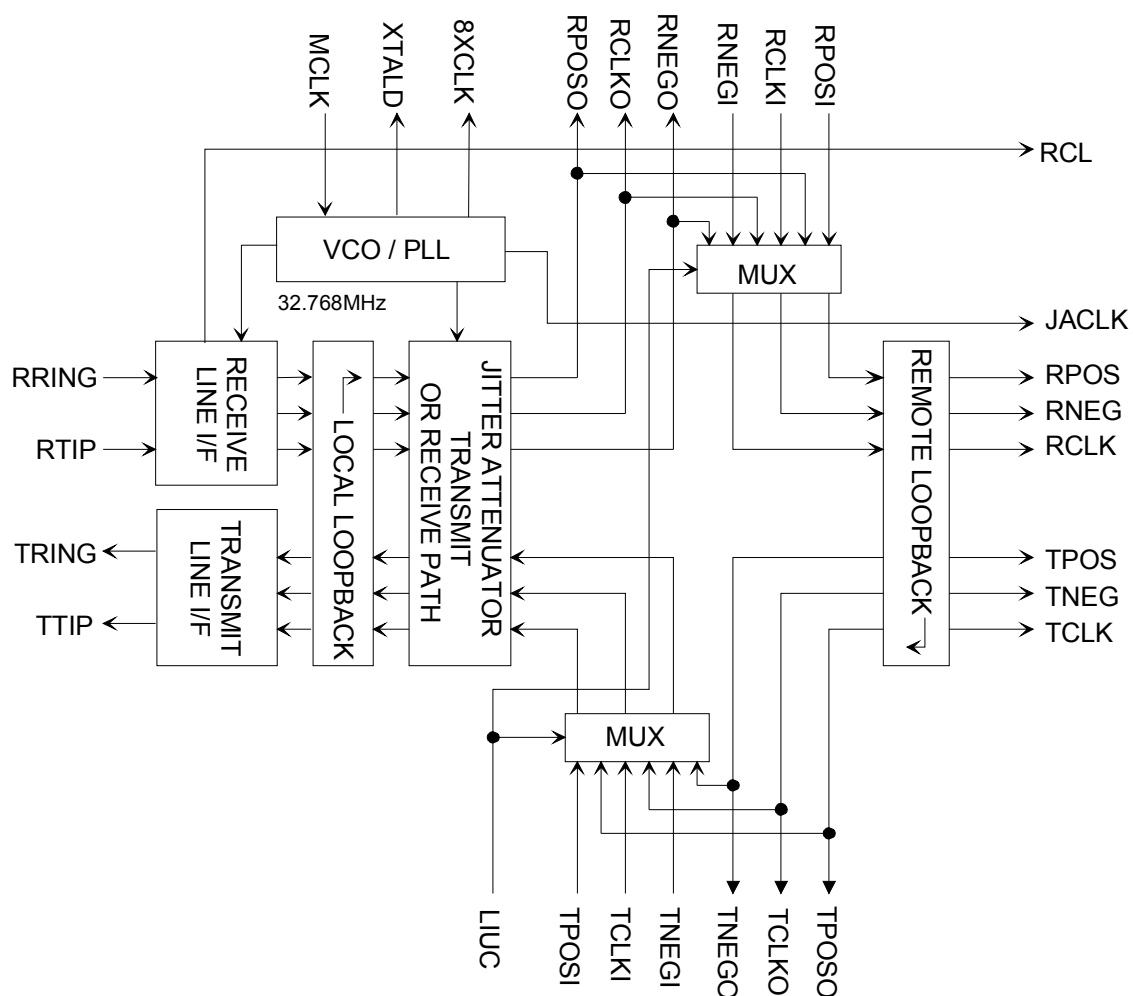 MCLK
XTALD
8XCLK
RPOSO
RCLKO
RNEGO
RNEGI
RCLKI
RPOSI
RCL
VCO / PLL
MUX
32.768MHz
JACLK
RRING
RTIP
RECEIVE
LINE I/F
LOCAL LOOPBACK
JITTER ATTENUATOR
TRANSMIT
OR RECEIVE PATH
REMOTE LOOPBACK
RPOS
RNEG
RCLK
TRING
TTIP
TRANSMIT
LINE I/F
TPOS
TNEG
TCLK
MUX
LIUC
TPOSI
TCLKI
TNEGI
TNEGO
TCLKO
TPOSO